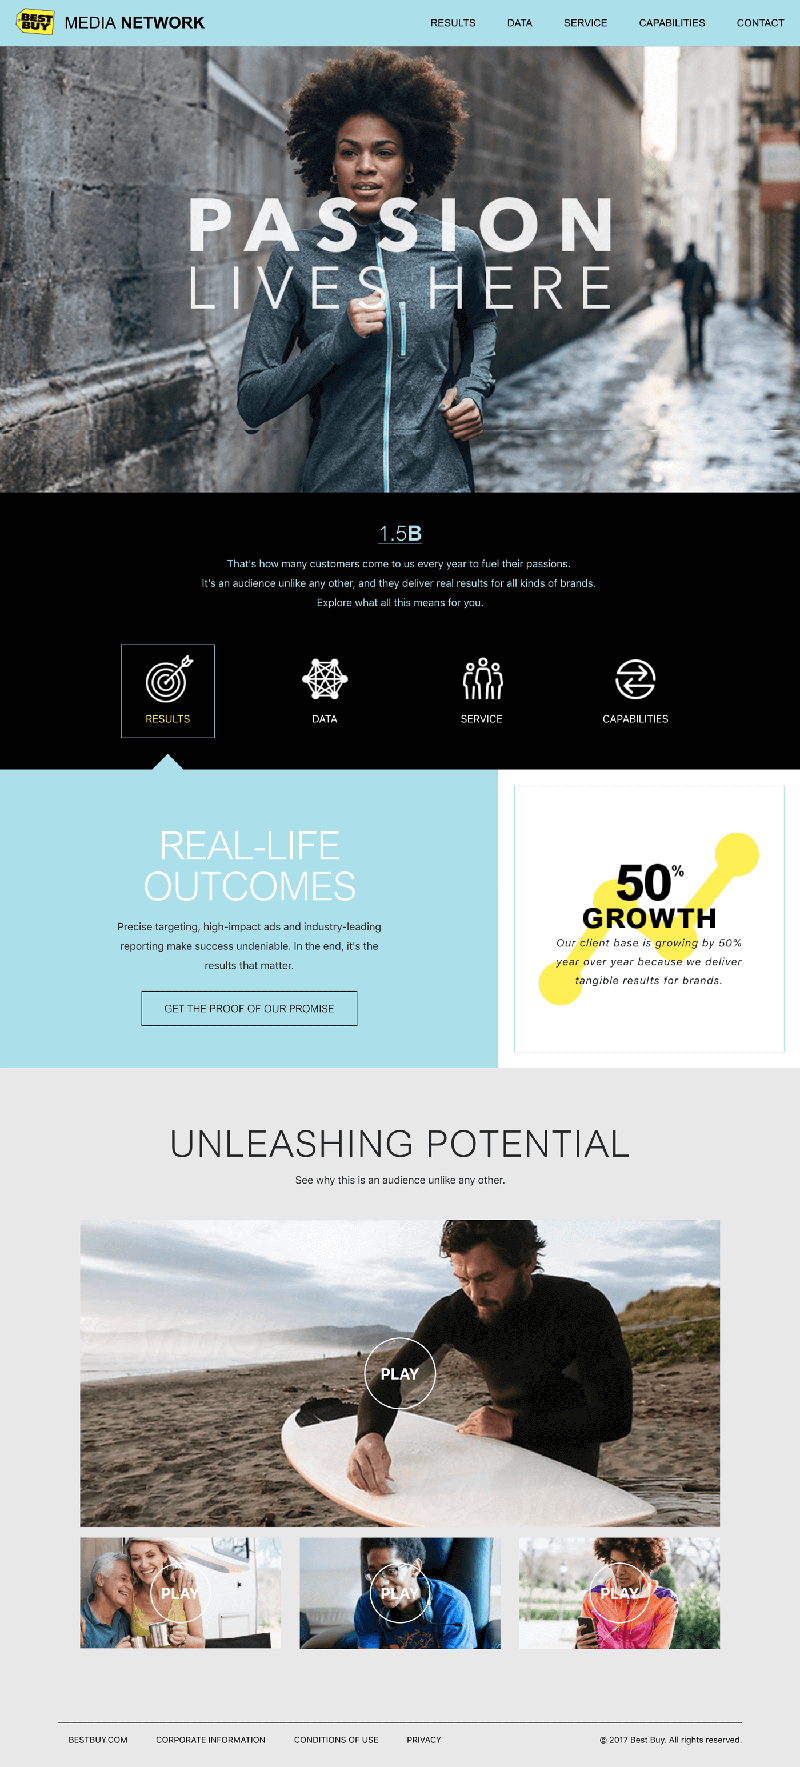 BEST BUY MEDIA NETWORK
RESULTS DATA SERVICE CAPABILITIES CONTACT
PASSION
LIVES HERE
1.5B
That's how many customers come to us every year to fuel their passions.
It's an audience unlike any other, and they deliver real results for all kinds of brands.
Explore what all this means for you.
RESULTS DATA SERVICE CAPABILITIES
REAL-LIFE
OUTCOMES
Precise targeting, high-impact ads and industry-leading
reporting make success undeniable. In the end, it's the
results that matter.
GET THE PROOF OF OUR PROMISE
50%
GROWTH
Our client base is growing by 50%
year over year because we deliver
tangible results for brands.
UNLEASHING POTENTIAL
See why this is an audience unlike any other.
PLAY
PLAY PLAY PLAY
BESTBUY.COM CORPORATE INFORMATION CONDITIONS OF USE PRIVACY © 2017 Best Buy. All rights reserved.